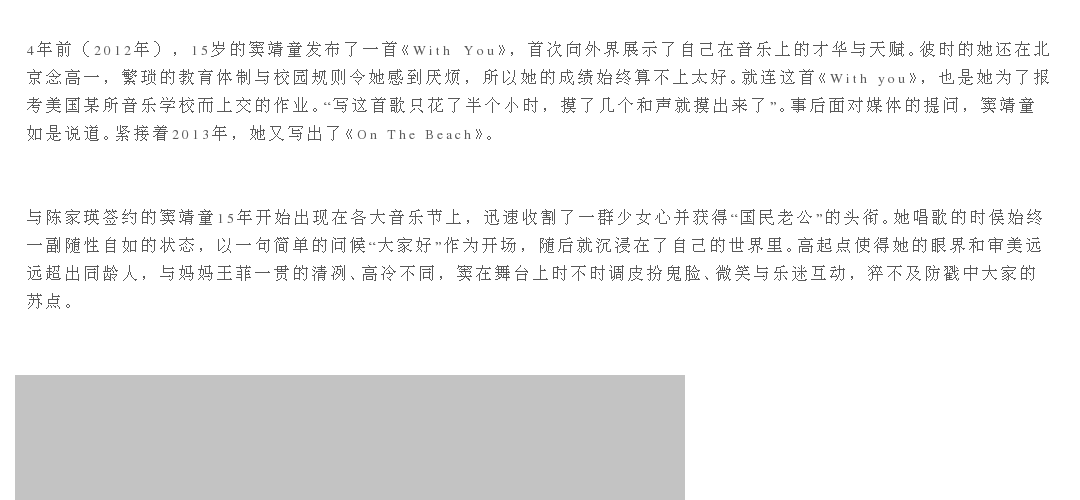 4年前（2012年），15岁的窦靖童发布了一首《With You》，首次向外界展示了自己在音乐上的才华与天赋。彼时的她还在北
京念高一，繁琐的教育体制与校园规则令她感到厌烦，所以她的成绩始终算不上太好。就连这首《With you》，也是她为了报
考美国某所音乐学校而上交的作业。“写这首歌只花了半个小时，摸了几个和声就摸出来了”。事后面对媒体的提问，窦靖童
如是说道。紧接着2013年，她又写出了《On The Beach》。
与陈家瑛签约的窦靖童15年开始出现在各大音乐节上，迅速收割了一群少女心并获得“国民老公”的头衔。她唱歌的时候始终
一副随性自如的状态，以一句简单的问候“大家好”作为开场，随后就沉浸在了自己的世界里。高起点使得她的眼界和审美远
远超出同龄人，与妈妈王菲一贯的清冽、高冷不同，窦在舞台上时不时调皮扮鬼脸、微笑与乐迷互动，猝不及防戳中大家的
苏点。